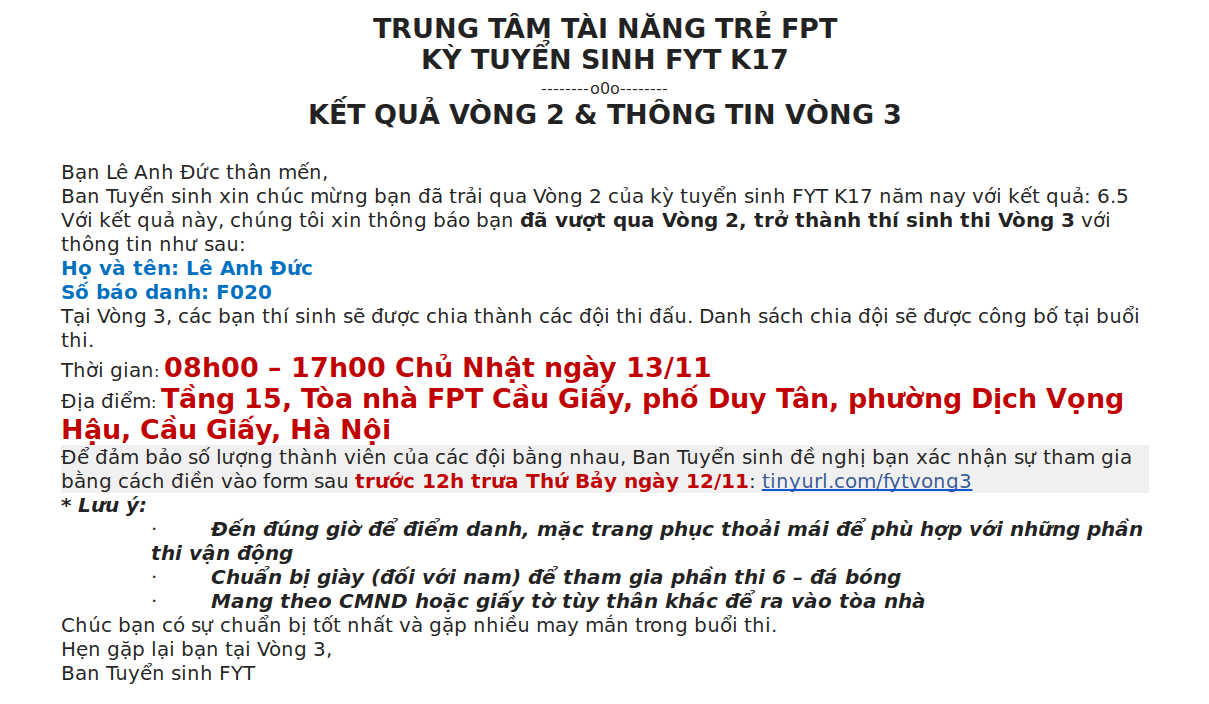 TRUNG TÂM TÀI NĂNG TRẺ FPT
KỲ TUYỂN SINH FYT K17
--------o0o--------
KẾT QUẢ VÒNG 2 & THÔNG TIN VÒNG 3
Bạn Lê Anh Đức thân mến,
Ban Tuyển sinh xin chúc mừng bạn đã trải qua Vòng 2 của kỳ tuyển sinh FYT K17 năm nay với kết quả: 6.5
Với kết quả này, chúng tôi xin thông báo bạn đã vượt qua Vòng 2, trở thành thí sinh thi Vòng 3 với
thông tin như sau:
Họ và tên: Lê Anh Đức
Số báo danh: F020
Tại Vòng 3, các bạn thí sinh sẽ được chia thành các đội thi đấu. Danh sách chia đội sẽ được công bố tại buổi
thi.
Thời gian: 08h00 – 17h00 Chủ Nhật ngày 13/11
Địa điểm: Tầng 15, Tòa nhà FPT Cầu Giấy, phố Duy Tân, phường Dịch Vọng
Hậu, Cầu Giấy, Hà Nội
Để đảm bảo số lượng thành viên của các đội bằng nhau, Ban Tuyển sinh đề nghị bạn xác nhận sự tham gia
bằng cách điền vào form sau trước 12h trưa Thứ Bảy ngày 12/11: tinyurl.com/fytvong3
* Lưu ý:
· Đến đúng giờ để điểm danh, mặc trang phục thoải mái để phù hợp với những phần
thi vận động
· Chuẩn bị giày (đối với nam) để tham gia phần thi 6 – đá bóng
· Mang theo CMND hoặc giấy tờ tùy thân khác để ra vào tòa nhà
Chúc bạn có sự chuẩn bị tốt nhất và gặp nhiều may mắn trong buổi thi.
Hẹn gặp lại bạn tại Vòng 3,
Ban Tuyển sinh FYT